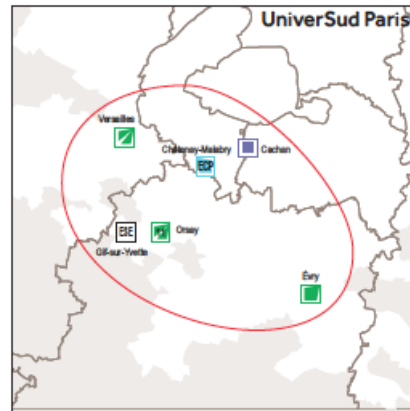 UniverSud Paris
Versailles
Châtenay-Malabry
Cachan
ECP
ESE
Orsay
Gif-sur-Yvette
Évry